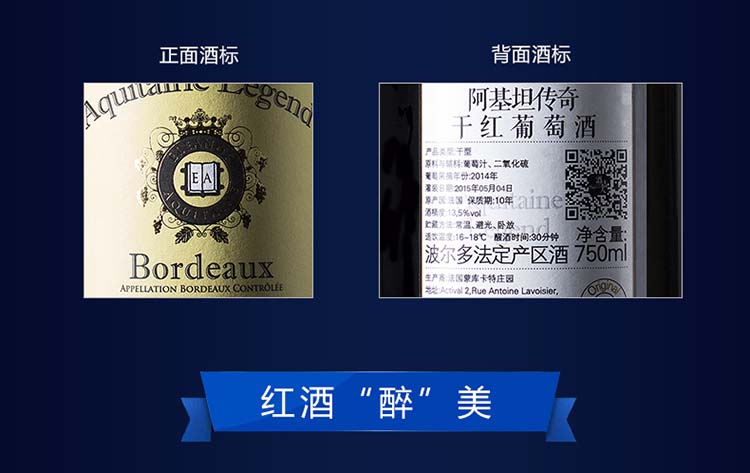 正面酒标
背面酒标
Aquitaine Legend
LEGANDE
EA
Bordeaux
APPELLATION BORDEAUX CONTRÔLÉE
阿基坦传奇
干红葡萄酒
产品类型:干型
原料与辅料:葡萄汁、二氧化硫
葡萄采摘年份:2014年
灌装日期:2015年05月04日
原产国:法国 保质期:10年
酒精度:13.5%vol
贮藏方法:常温、避光、卧放
适饮温度:16-18℃ 醒酒时间:30分钟
净含量:
波尔多法定产区酒 750ml
生产商:法国蒙库卡特庄园
地址:Actival 2,Rue Antoine Lavoisier,
Original
红酒“醉”美